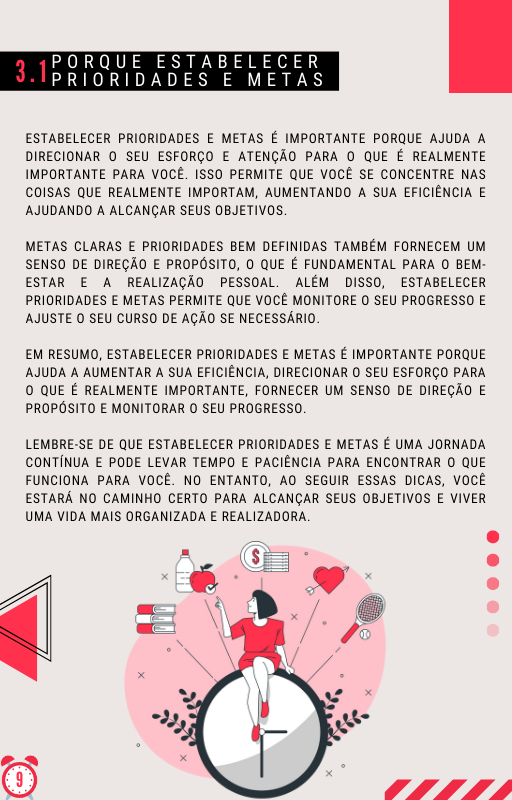 3.1
PORQUE ESTABELECER
PRIORIDADES E METAS
ESTABELECER PRIORIDADES E METAS É IMPORTANTE PORQUE AJUDA A
DIRECIONAR O SEU ESFORÇO E ATENÇÃO PARA O QUE É REALMENTE
IMPORTANTE PARA VOCÊ. ISSO PERMITE QUE VOCÊ SE CONCENTRE NAS
COISAS QUE REALMENTE IMPORTAM, AUMENTANDO A SUA EFICIÊNCIA E
AJUDANDO A ALCANÇAR SEUS OBJETIVOS.
METAS CLARAS E PRIORIDADES BEM DEFINIDAS TAMBÉM FORNECEM UM
SENSO DE DIREÇÃO E PROPÓSITO, O QUE É FUNDAMENTAL PARA O BEM-
ESTAR E A REALIZAÇÃO PESSOAL. ALÉM DISSO, ESTABELECER
PRIORIDADES E METAS PERMITE QUE VOCÊ MONITORE O SEU PROGRESSO E
AJUSTE O SEU CURSO DE AÇÃO SE NECESSÁRIO.
EM RESUMO, ESTABELECER PRIORIDADES E METAS É IMPORTANTE PORQUE
AJUDA A AUMENTAR A SUA EFICIÊNCIA, DIRECIONAR O SEU ESFORÇO PARA
O QUE É REALMENTE IMPORTANTE, FORNECER UM SENSO DE DIREÇÃO E
PROPÓSITO E MONITORAR O SEU PROGRESSO.
LEMBRE-SE DE QUE ESTABELECER PRIORIDADES E METAS É UMA JORNADA
CONTÍNUA E PODE LEVAR TEMPO E PACIÊNCIA PARA ENCONTRAR O QUE
FUNCIONA PARA VOCÊ. NO ENTANTO, AO SEGUIR ESSAS DICAS, VOCÊ
ESTARÁ NO CAMINHO CERTO PARA ALCANÇAR SEUS OBJETIVOS E VIVER
UMA VIDA MAIS ORGANIZADA E REALIZADORA.
$
9